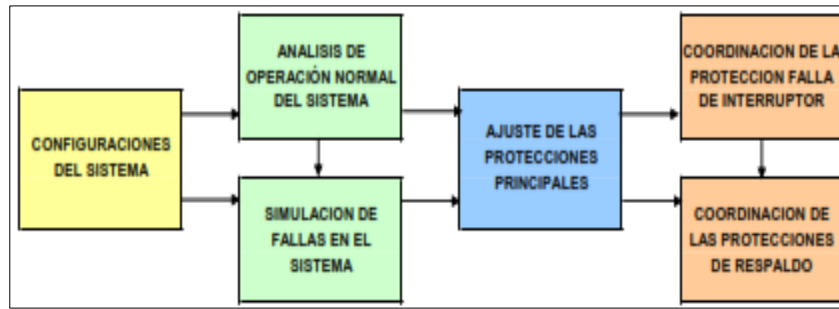 CONFIGURACIONES
DEL SISTEMA
ANALISIS DE
OPERACIÓN NORMAL
DEL SISTEMA
SIMULACION DE
FALLAS EN EL
SISTEMA
AJUSTE DE LAS
PROTECCIONES
PRINCIPALES
COORDINACION DE LA
PROTECCION FALLA
DE INTERRUPTOR
COORDINACION DE
LAS PROTECCIONES
DE RESPALDO